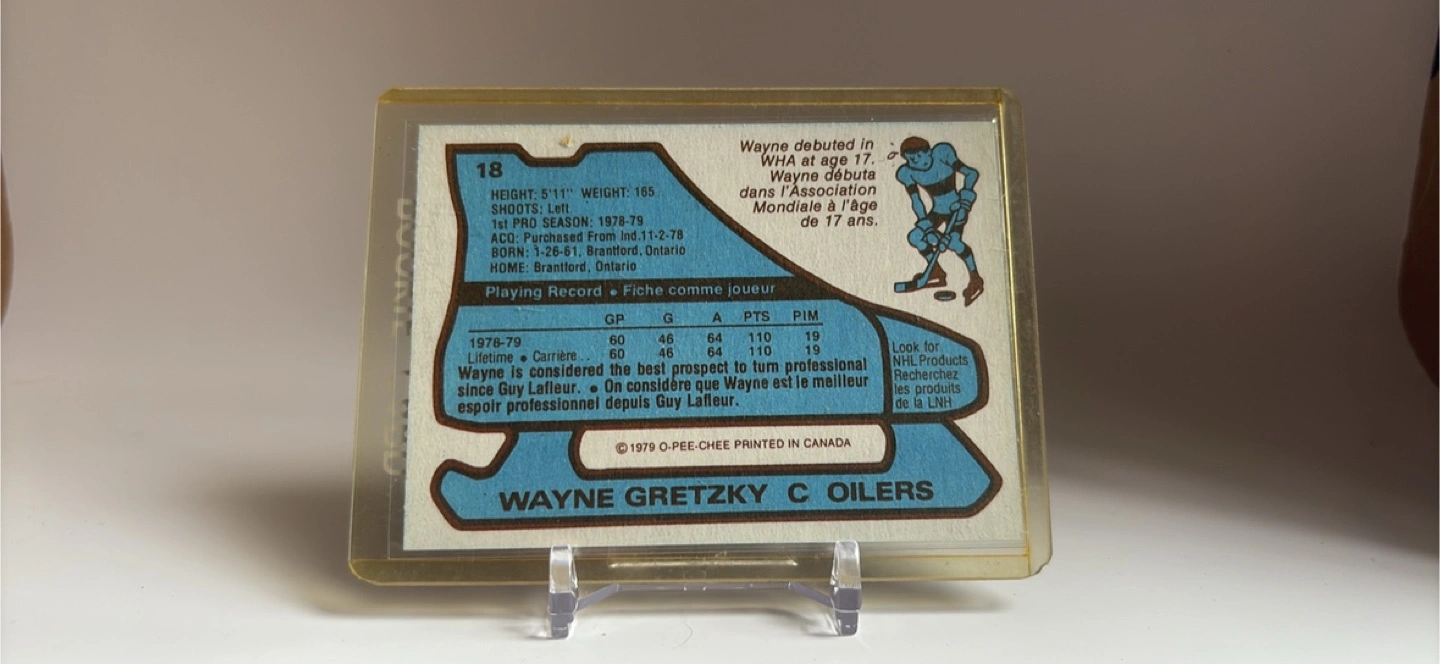 18
HEIGHT: 5'11" WEIGHT: 165
SHOOTS: Left
1st PRO SEASON: 1978-79
ACQ: Purchased From Ind.11-2-78
BORN: 1-26-61, Brantford, Ontario
HOME: Brantford, Ontario
Wayne debuted in
WHA at age 17.
Wayne débuta
dans l'Association
Mondiale à l'âge
de 17 ans.
Playing Record • Fiche comme joueur
GP G A PTS PIM
1978-79 60 46 64 110 19
Lifetime • Carrière .. 60 46 64 110 19
Wayne is considered the best prospect to turn professional
since Guy Lafleur. • On considère que Wayne est le meilleur
espoir professionnel depuis Guy Lafleur.
Look for
NHL Products
Recherchez
les produits
de la LNH
© 1979 O-PEE-CHEE PRINTED IN CANADA
WAYNE GRETZKY C OILERS